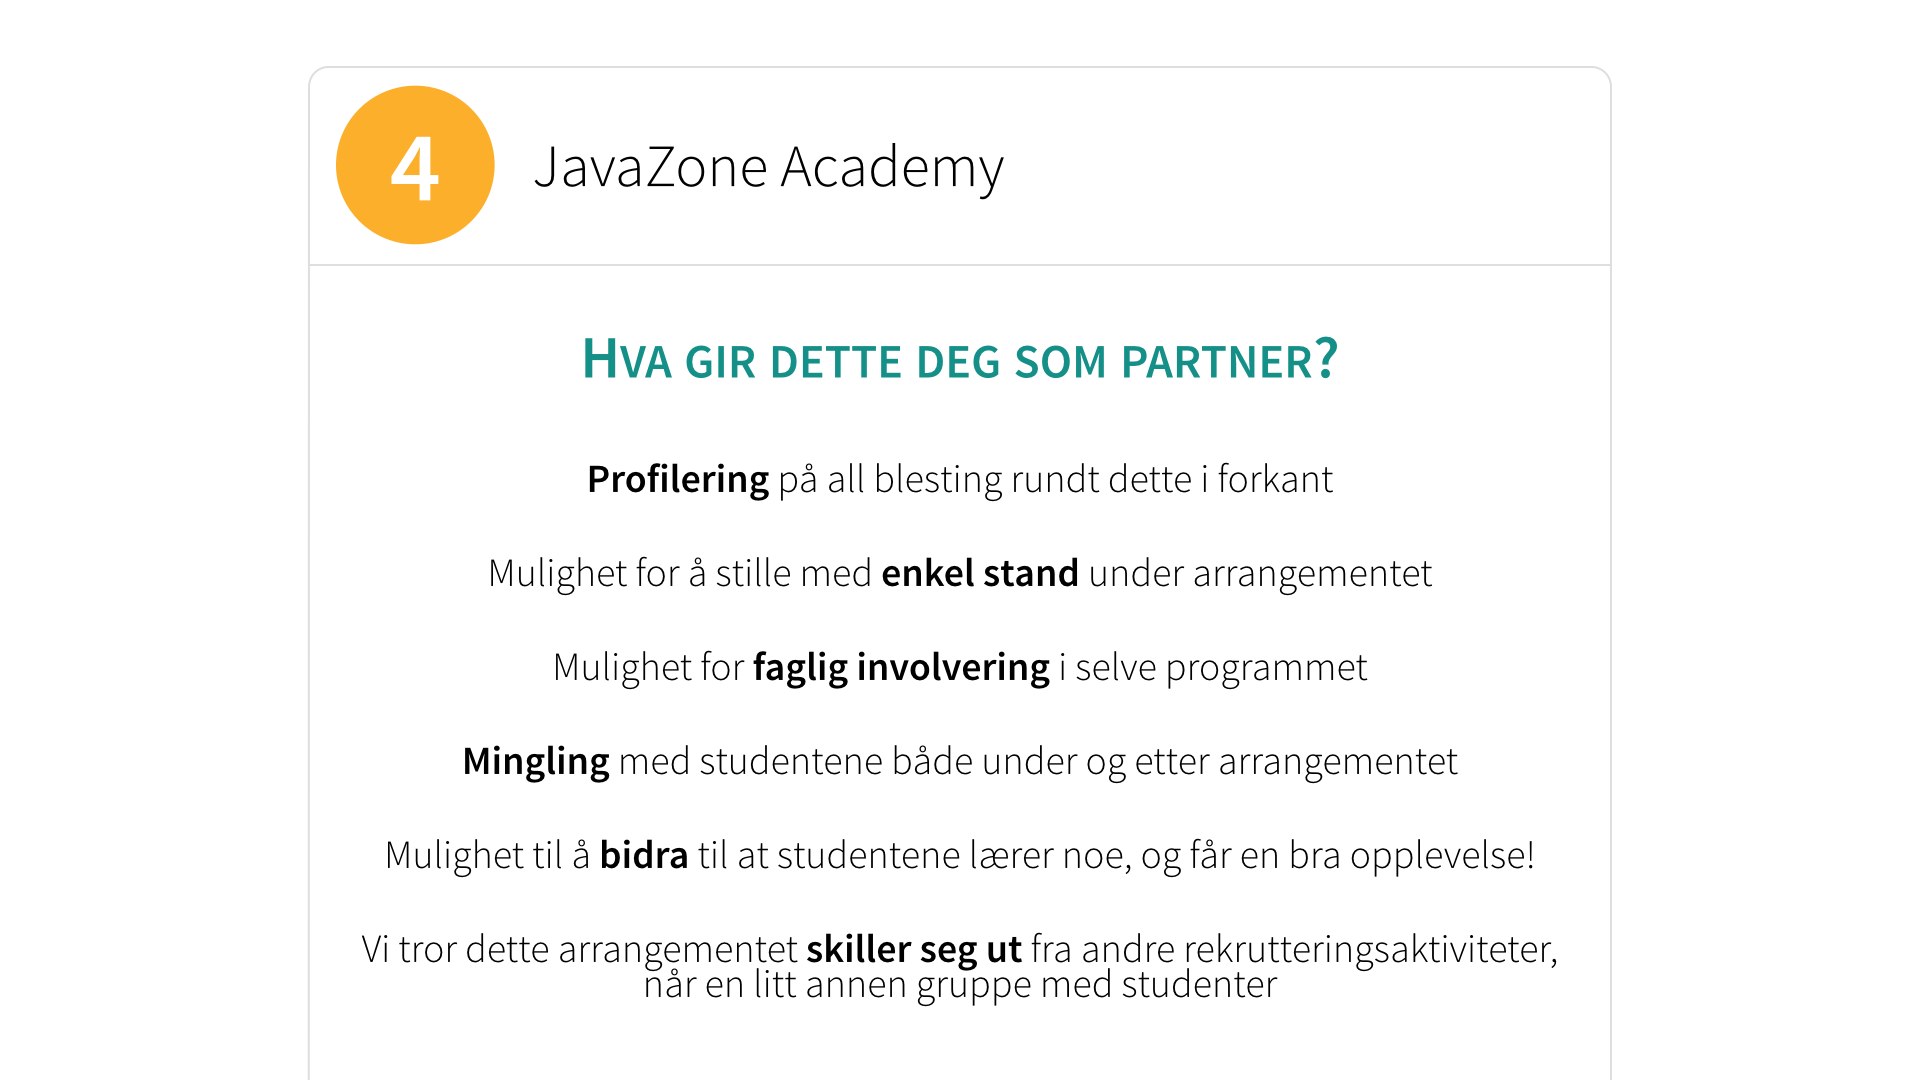 4
JavaZone Academy
Hva gir dette deg som partner?
Profilering på all blesting rundt dette i forkant
Mulighet for å stille med enkel stand under arrangementet
Mulighet for faglig involvering i selve programmet
Mingling med studentene både under og etter arrangementet
Mulighet til å bidra til at studentene lærer noe, og får en bra opplevelse!
Vi tror dette arrangementet skiller seg ut fra andre rekrutteringsaktiviteter,
når en litt annen gruppe med studenter